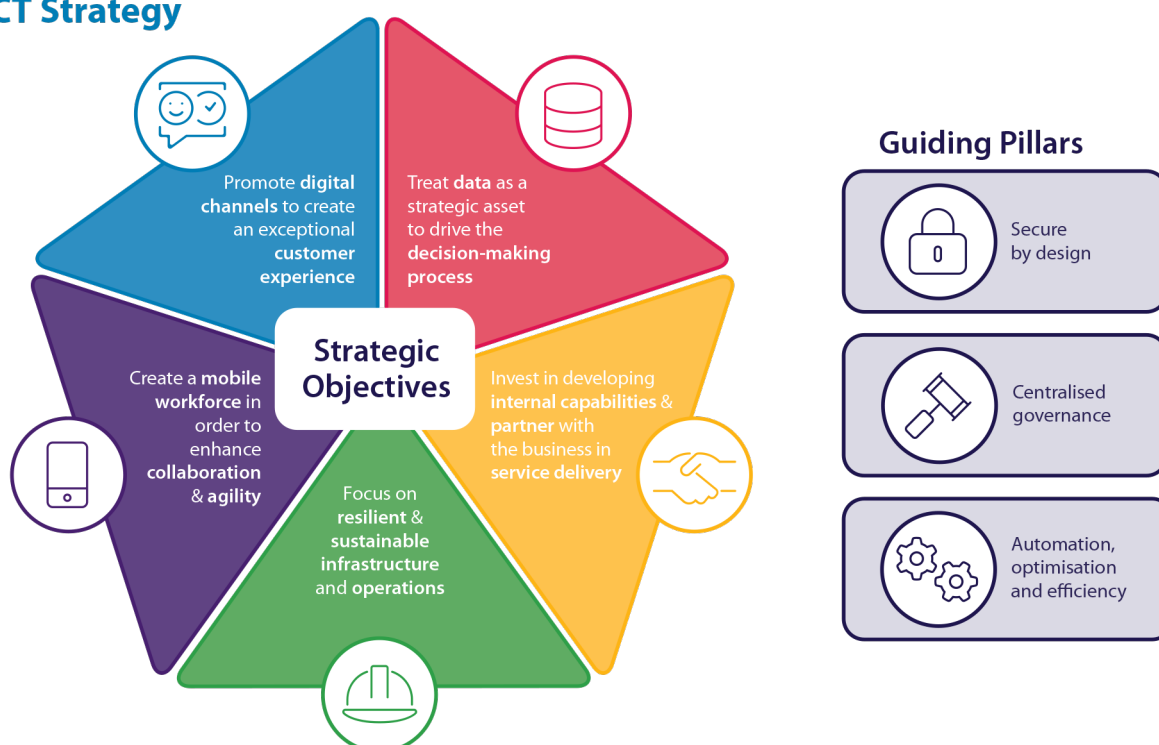 CT Strategy
Promote digital
channels to create
an exceptional
customer
experience
Treat data as a
strategic asset
to drive the
decision-making
process
Strategic
Objectives
Create a mobile
workforce in
order to
enhance
collaboration
& agility
Invest in developing
internal capabilities &
partner with
the business in
service delivery
Focus on
resilient &
sustainable
infrastructure
and operations
Guiding Pillars
Secure
by design
Centralised
governance
Automation,
optimisation
and efficiency